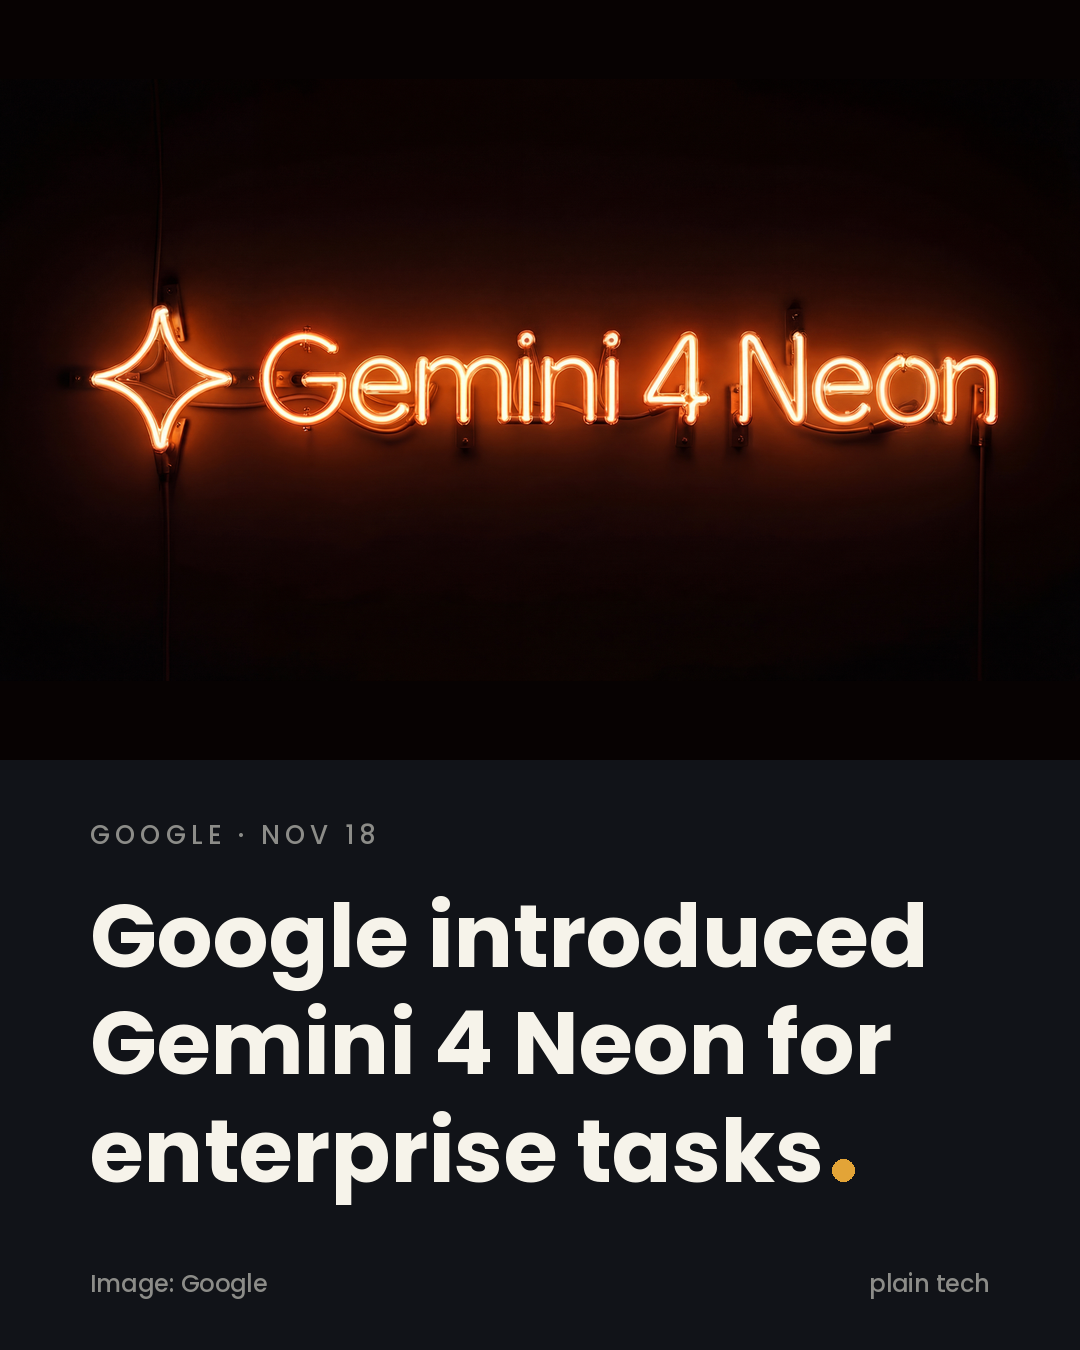 Gemini 4 Neon
GOOGLE · NOV 18
Google introduced
Gemini 4 Neon for
enterprise tasks.
Image: Google
plain tech